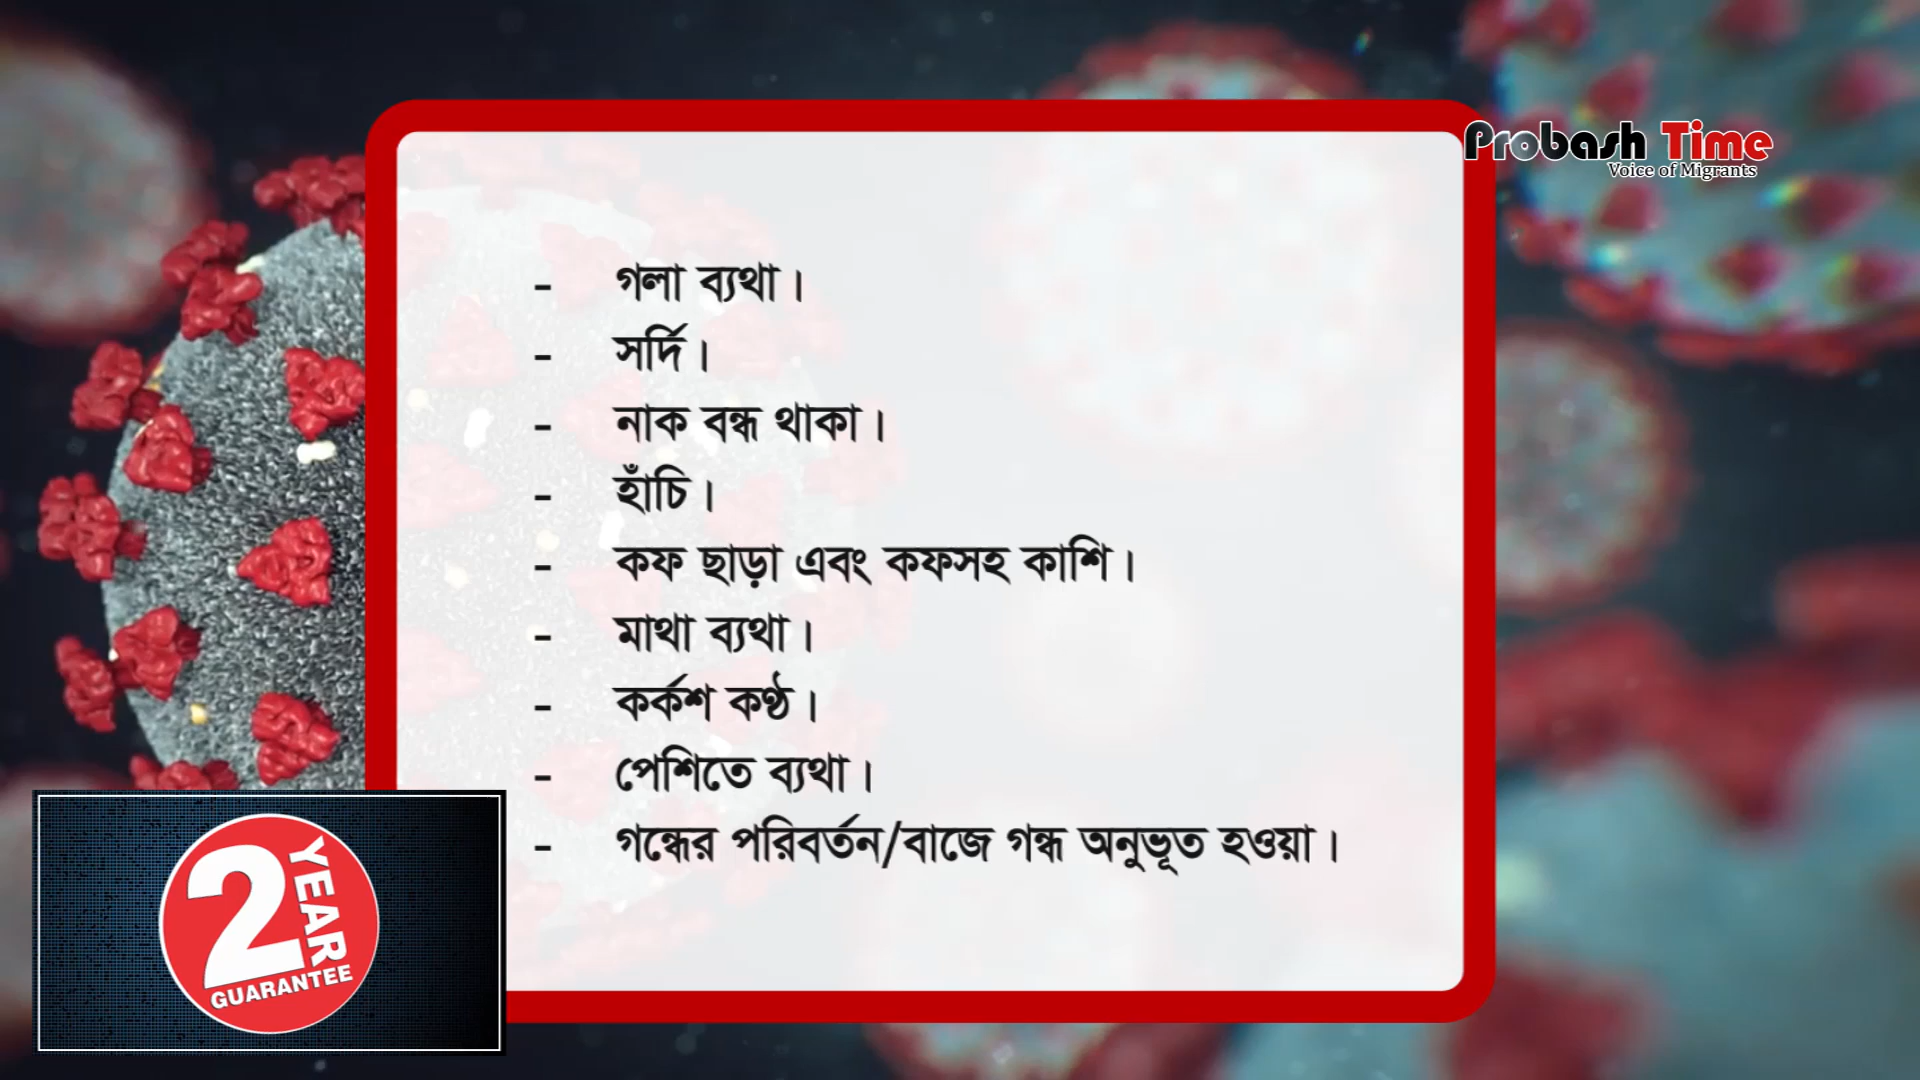 Probash Time
Voice of Migrants
- গলা ব্যথা।
- সর্দি।
- নাক বন্ধ থাকা।
- হাঁচি।
- কফ ছাড়া এবং কফসহ কাশি।
- মাথা ব্যথা।
- কর্কশ কণ্ঠ।
- পেশিতে ব্যথা।
- গন্ধের পরিবর্তন/বাজে গন্ধ অনুভূত হওয়া।
2 YEAR
GUARANTEE